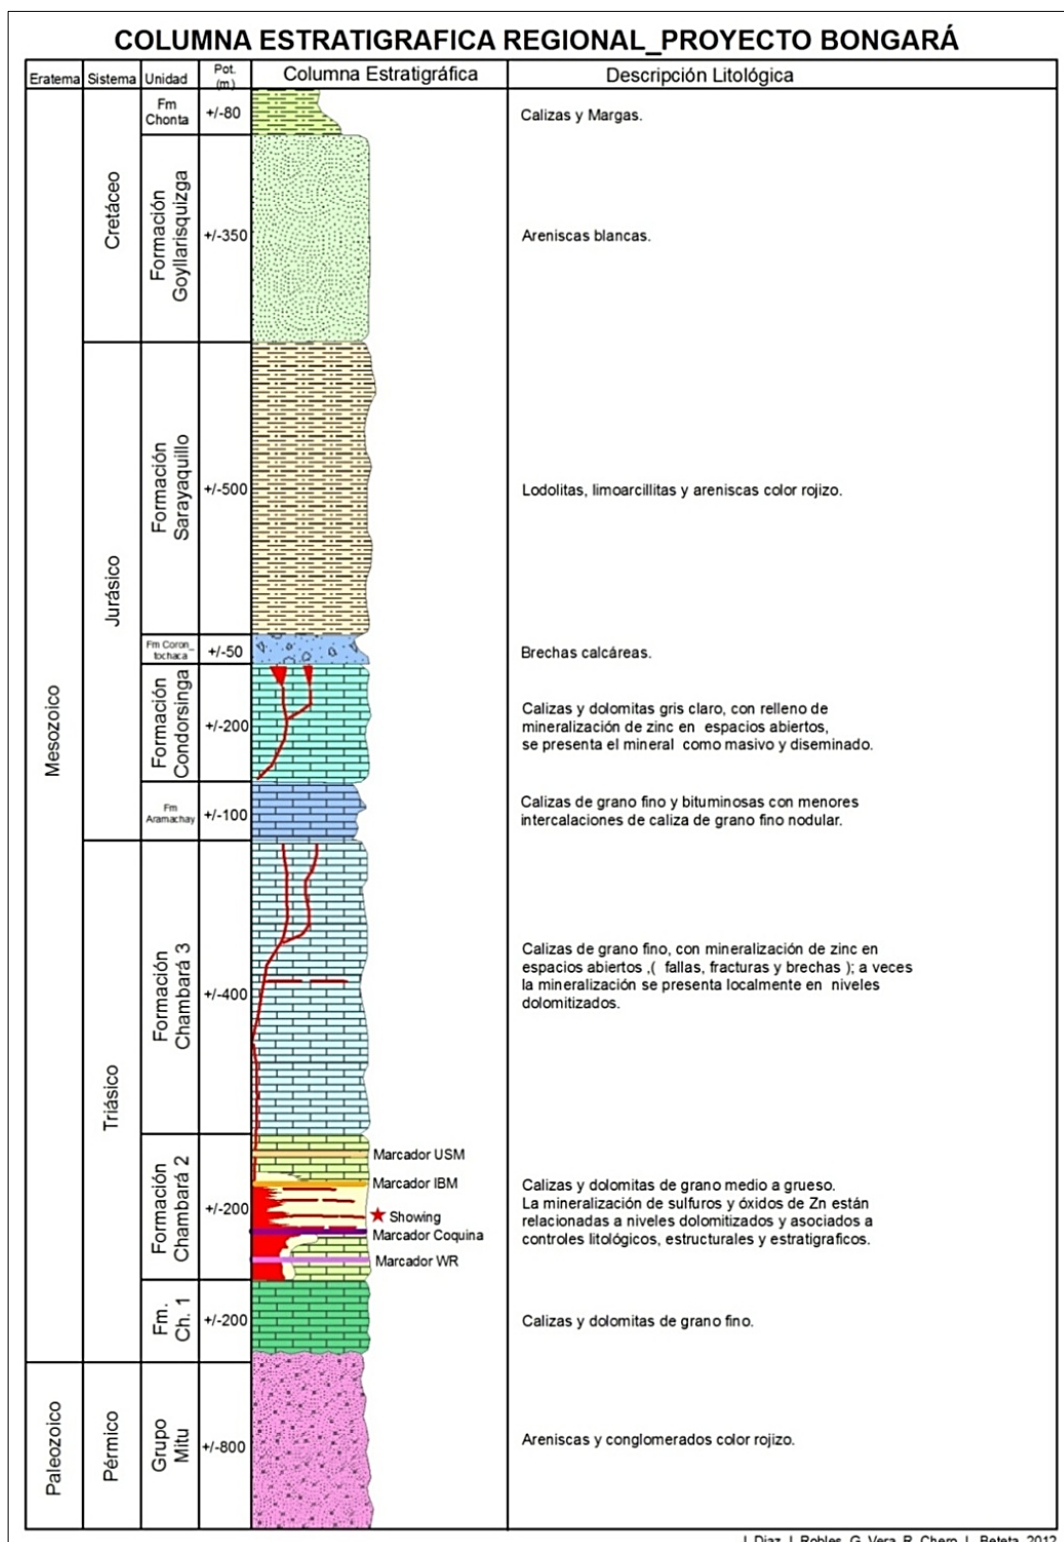 COLUMNA ESTRATIGRAFICA REGIONAL_PROYECTO BONGARÁ
Eratema Sistema Unidad Pot. (m.) Columna Estratigráfica Descripción Litológica
Mesozoico
Cretáceo
Fm
Chonta
+/-80
Calizas y Margas.
Formación
Goyllarisquizga
+/-350
Areniscas blancas.
Jurásico
Formación
Sarayaquillo
+/-500
Lodolitas, limoarcillitas y areniscas color rojizo.
Fm Coron_
tochaca
+/-50
Brechas calcáreas.
Formación
Condorsinga
+/-200
Calizas y dolomitas gris claro, con relleno de
mineralización de zinc en espacios abiertos,
se presenta el mineral como masivo y diseminado.
Fm
Aramachay
+/-100
Calizas de grano fino y bituminosas con menores
intercalaciones de caliza de grano fino nodular.
Triásico
Formación
Chambará 3
+/-400
Calizas de grano fino, con mineralización de zinc en
espacios abiertos ,( fallas, fracturas y brechas ); a veces
la mineralización se presenta localmente en niveles
dolomitizados.
Formación
Chambará 2
+/-200
Marcador USM
Marcador IBM
Showing
Marcador Coquina
Marcador WR
Calizas y dolomitas de grano medio a grueso.
La mineralización de sulfuros y óxidos de Zn están
relacionadas a niveles dolomitizados y asociados a
controles litológicos, estructurales y estratigraficos.
Fm.
Ch. 1
+/-200
Calizas y dolomitas de grano fino.
Paleozoico
Pérmico
Grupo
Mitu
+/-800
Areniscas y conglomerados color rojizo.
Diaz, J. Robles, G. Vera, R. Chero, L. Beteta, 2012